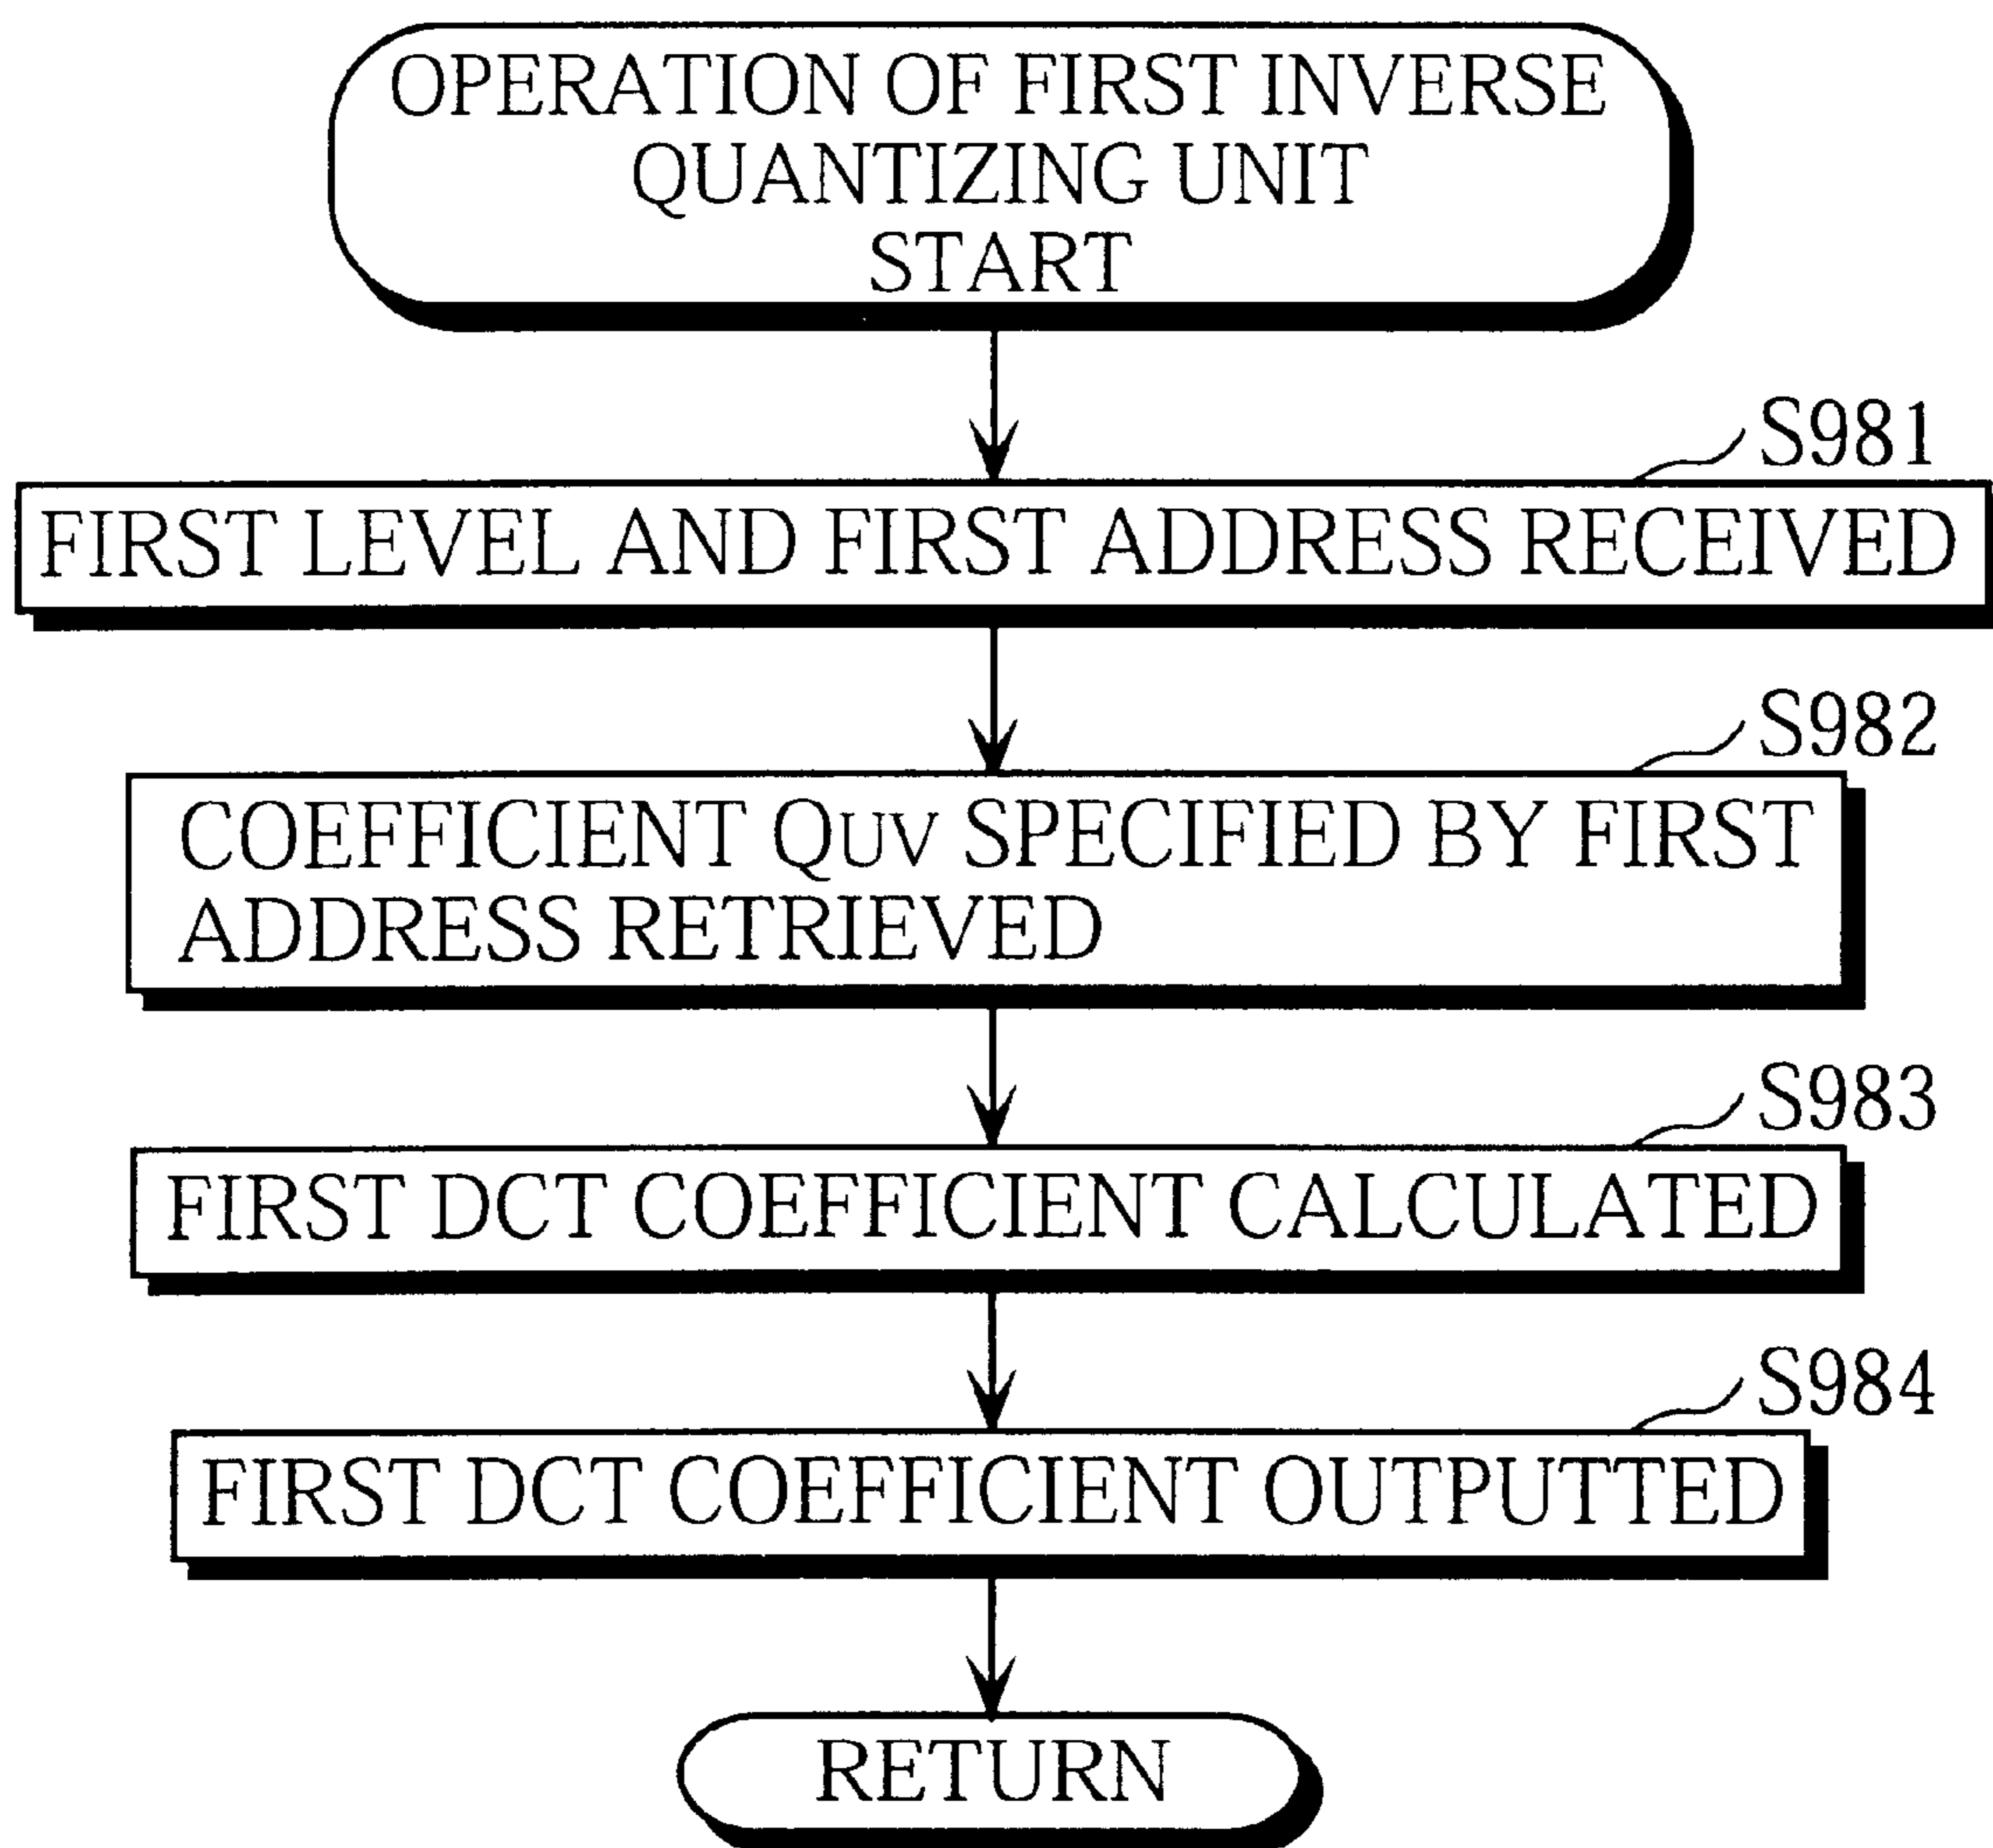 OPERATION OF FIRST INVERSE
QUANTIZING UNIT
START
S981
FIRST LEVEL AND FIRST ADDRESS RECEIVED
S982
COEFFICIENT QUV SPECIFIED BY FIRST
ADDRESS RETRIEVED
S983
FIRST DCT COEFFICIENT CALCULATED
S984
FIRST DCT COEFFICIENT OUTPUTTED
RETURN